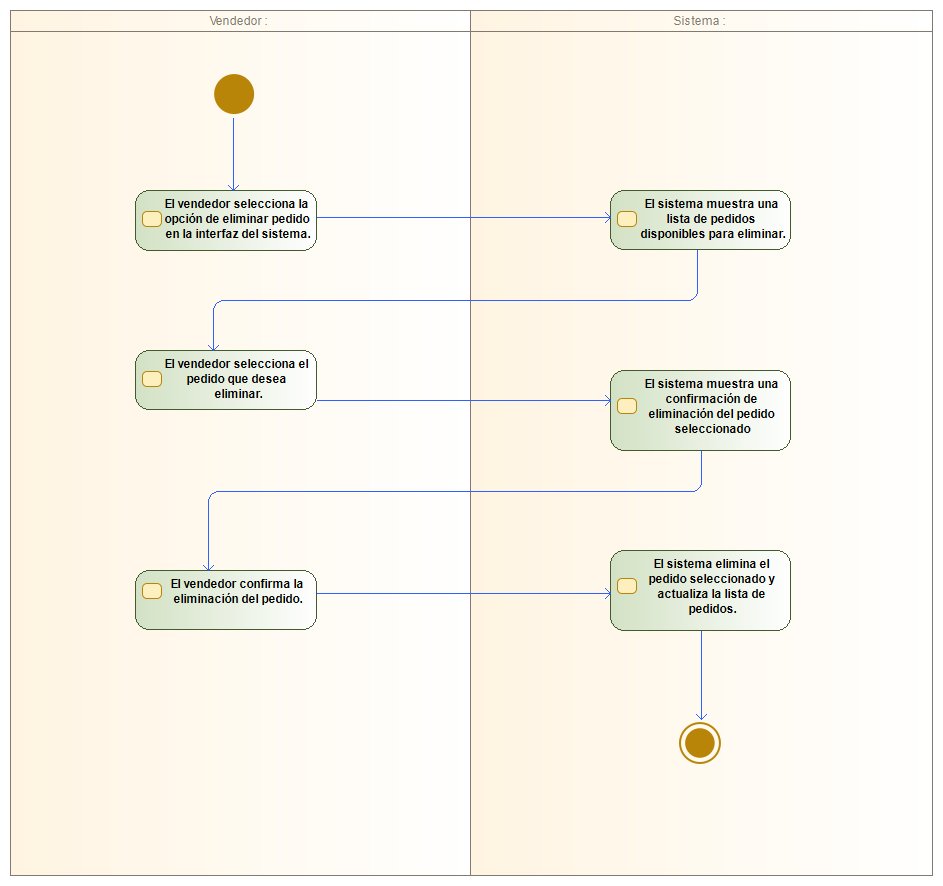 Vendedor :
Sistema :
El vendedor selecciona la
opción de eliminar pedido
en la interfaz del sistema.
El sistema muestra una
lista de pedidos
disponibles para eliminar.
El vendedor selecciona el
pedido que desea
eliminar.
El sistema muestra una
confirmación de
eliminación del pedido
seleccionado
El vendedor confirma la
eliminación del pedido.
El sistema elimina el
pedido seleccionado y
actualiza la lista de
pedidos.